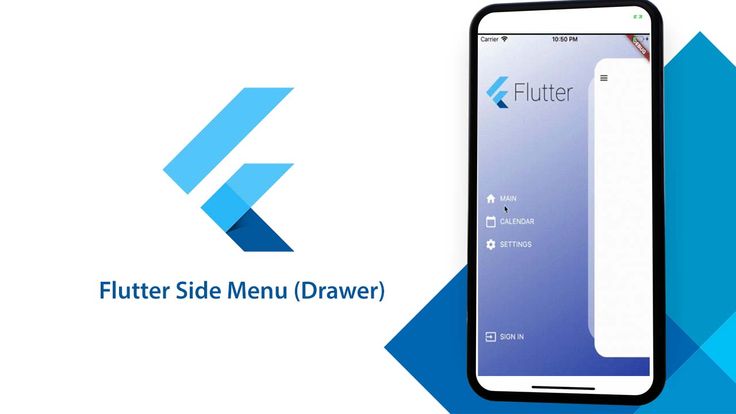 Flutter Side Menu (Drawer)
Carrier
10:50 PM
DEBUG
Flutter
MAIN
CALENDAR
SETTINGS
SIGN IN